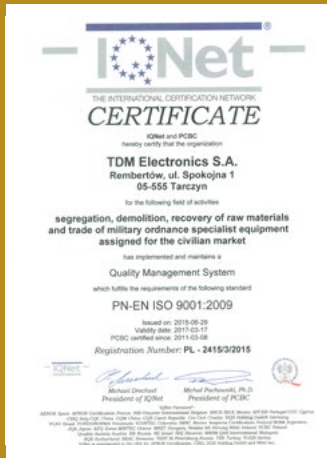 IQNet
®
THE INTERNATIONAL CERTIFICATION NETWORK
CERTIFICATE
IQNet and PCBC
hereby certify that the organization
TDM Electronics S.A.
Rembertów, ul. Spokojna 1
05-555 Tarczyn
for the following field of activities
segregation, demolition, recovery of raw materials
and trade of military ordnance specialist equipment
assigned for the civilian market
has implemented and maintains a
Quality Management System
which fulfills the requirements of the following standard
PN-EN ISO 9001:2009
Issued on: 2015-06-29
Validity date: 2017-03-17
PCBC certified since: 2011-03-08
Registration Number: PL - 2415/3/2015
IQNet
Michael Drechsel
President of IQNet
Michał Pachowski, Ph.D.
President of PCBC